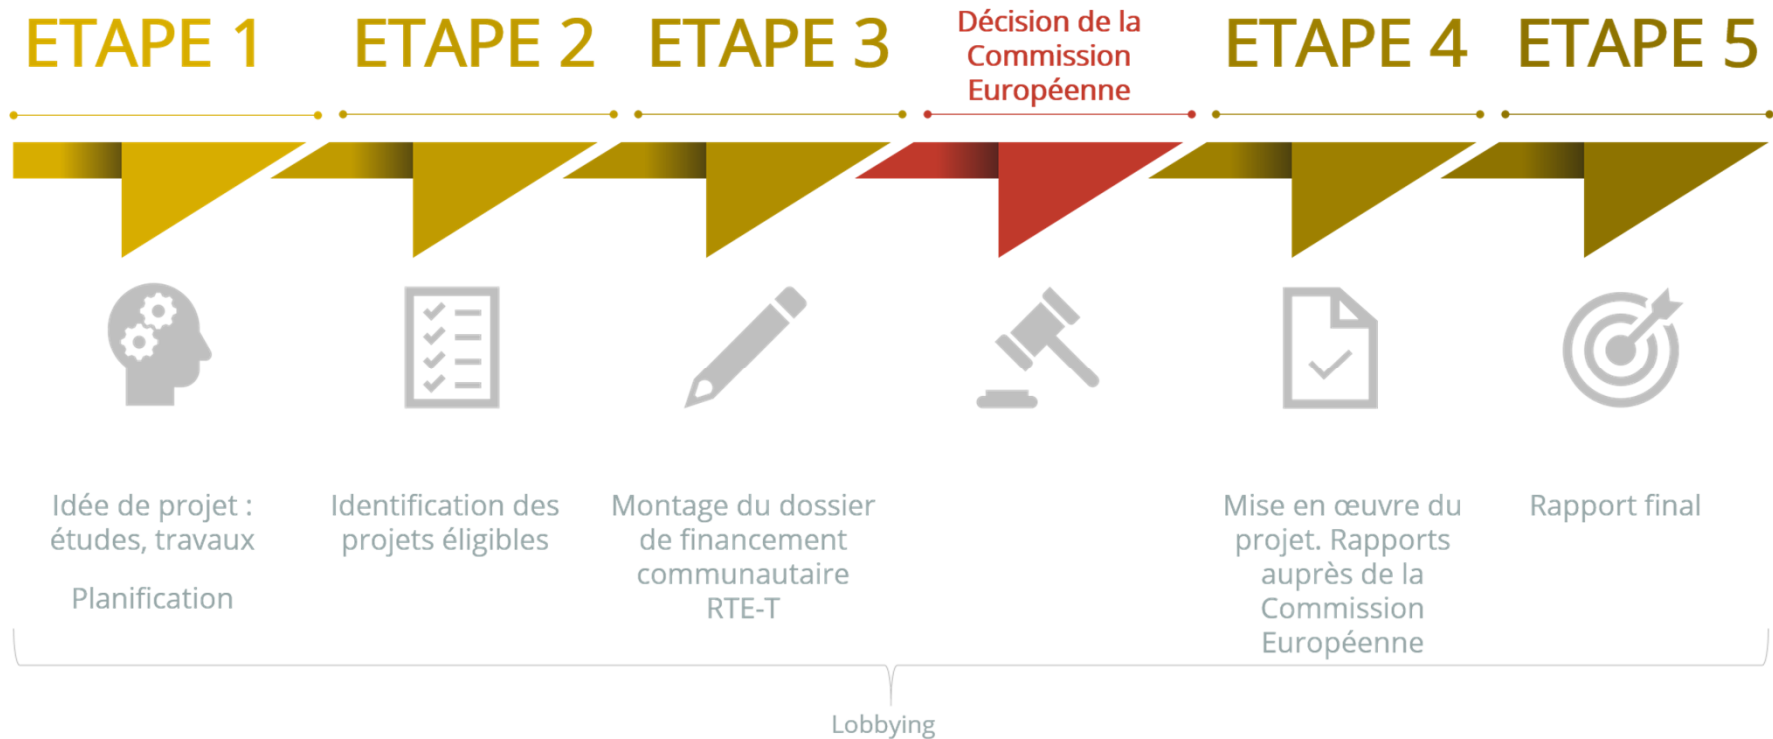 ETAPE 1
ETAPE 2
ETAPE 3
Décision de la
Commission
Européenne
ETAPE 4
ETAPE 5
Idée de projet :
études, travaux
Planification
Identification des
projets éligibles
Montage du dossier
de financement
communautaire
RTE-T
Mise en œuvre du
projet. Rapports
auprès de la
Commission
Européenne
Rapport final
Lobbying